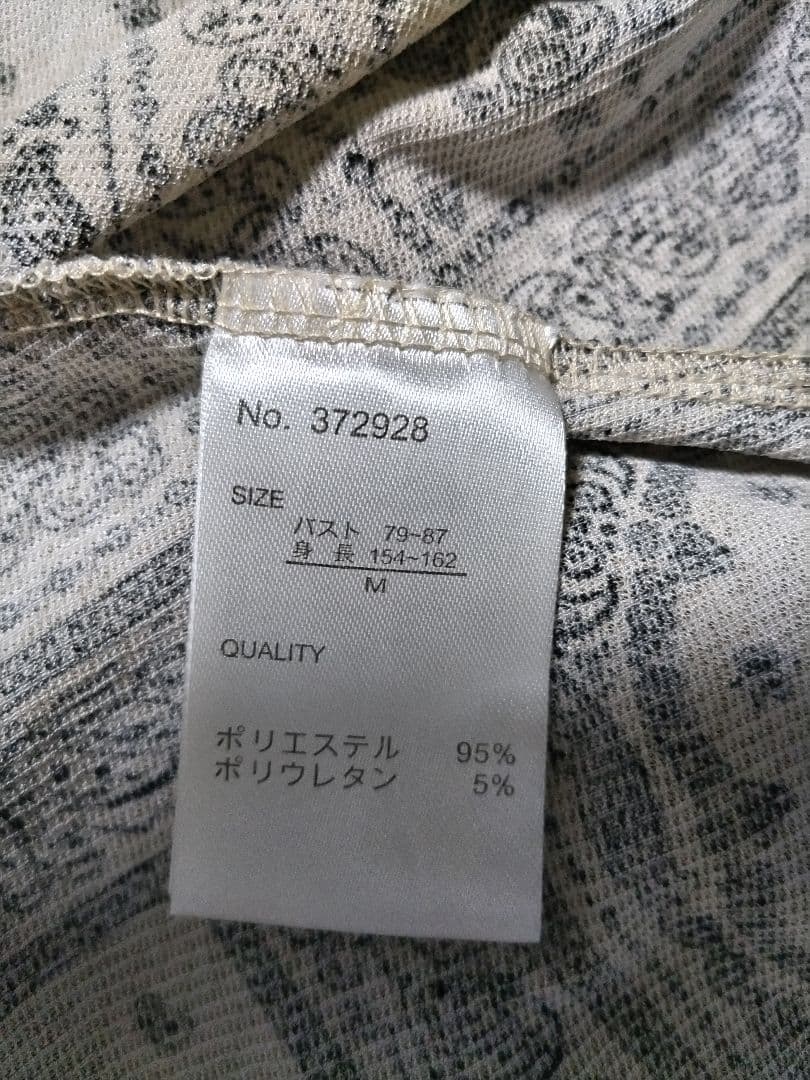 No. 372928
SIZE
バスト 79~87
身 長 154~162
M
QUALITY
ポリエステル 95%
ポリウレタン 5%